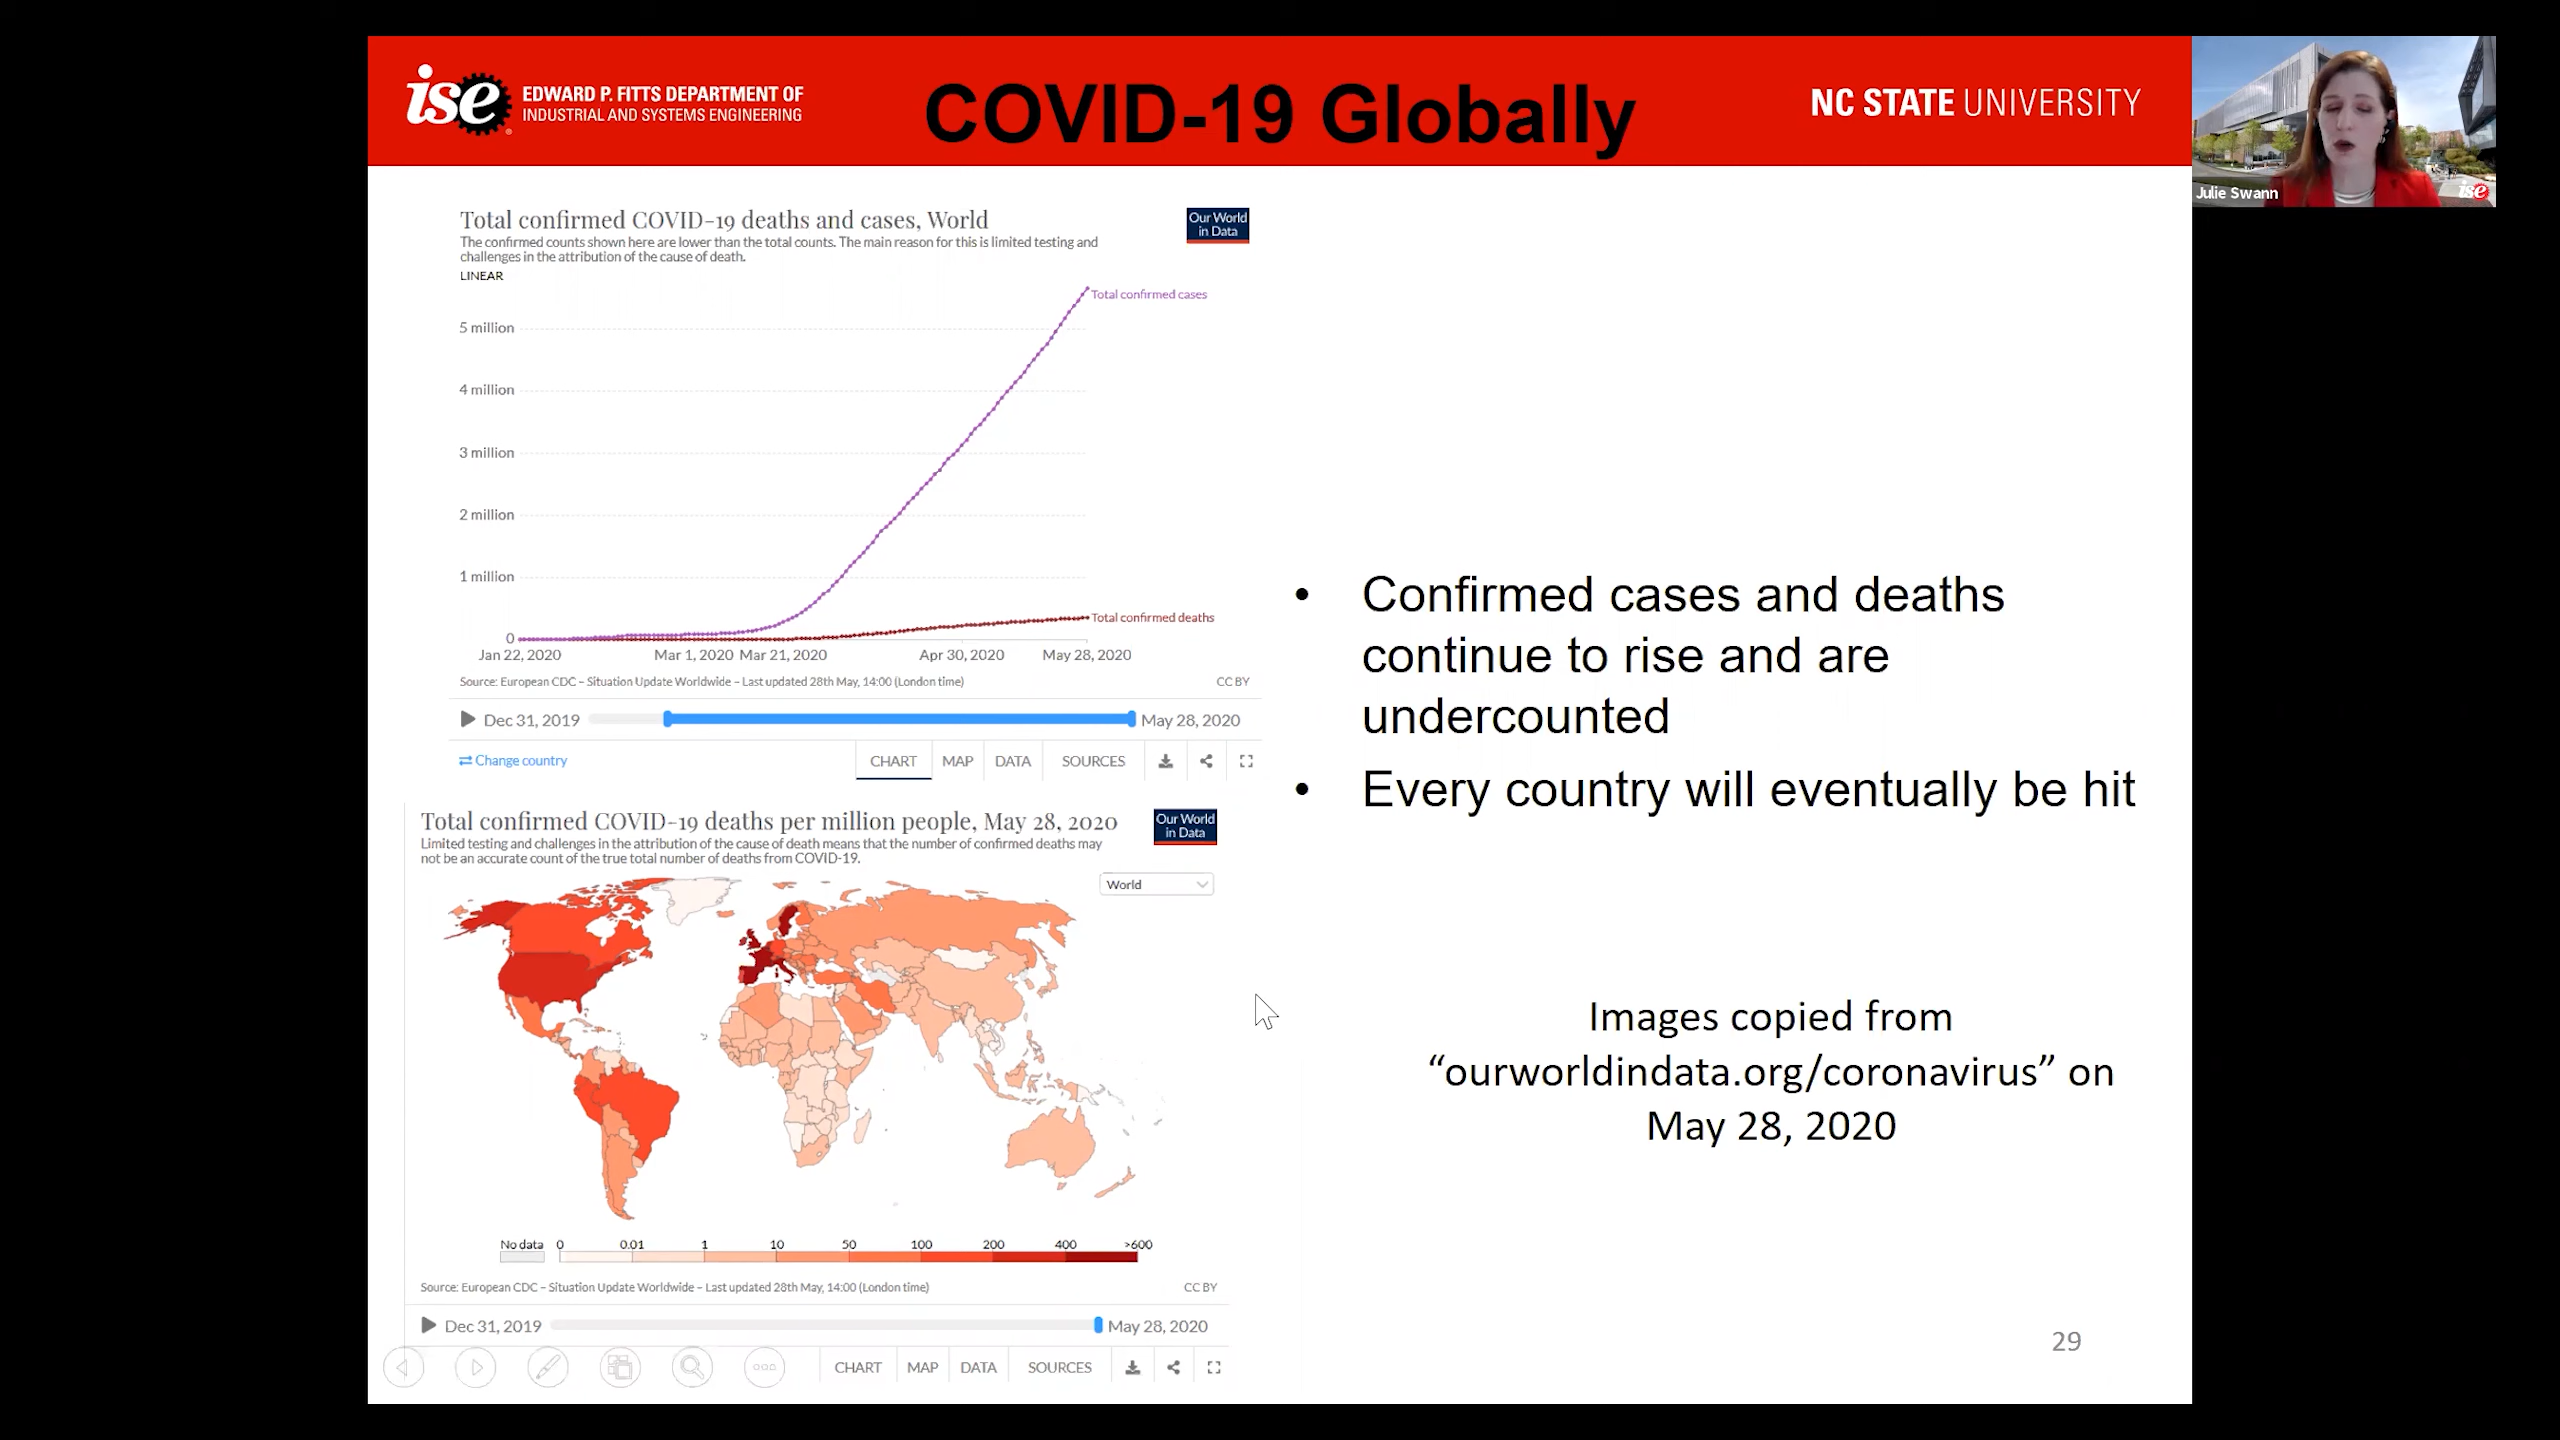 ise EDWARD P. FITTS DEPARTMENT OF
INDUSTRIAL AND SYSTEMS ENGINEERING
COVID-19 Globally
NC STATE UNIVERSITY
Julie Swann
ise
Total confirmed COVID-19 deaths and cases, World
The confirmed counts shown here are lower than the total counts. The main reason for this is limited testing and
challenges in the attribution of the cause of death.
LINEAR
Our World
in Data
Total confirmed cases
5 million
4 million
3 million
2 million
1 million
Total confirmed deaths
0
Jan 22, 2020 Mar 1, 2020 Mar 21, 2020 Apr 30, 2020 May 28, 2020
Source: European CDC – Situation Update Worldwide – Last updated 28th May, 14:00 (London time) CC BY
Dec 31, 2019 May 28, 2020
Change country CHART MAP DATA SOURCES
Total confirmed COVID-19 deaths per million people, May 28, 2020
Limited testing and challenges in the attribution of the cause of death means that the number of confirmed deaths may
not be an accurate count of the true total number of deaths from COVID-19.
Our World
in Data
World
No data 0 0.01 1 10 50 100 200 400 >600
Source: European CDC – Situation Update Worldwide – Last updated 28th May, 14:00 (London time) CC BY
Dec 31, 2019 May 28, 2020
CHART MAP DATA SOURCES
• Confirmed cases and deaths
continue to rise and are
undercounted
• Every country will eventually be hit
Images copied from
“ourworldindata.org/coronavirus” on
May 28, 2020
29